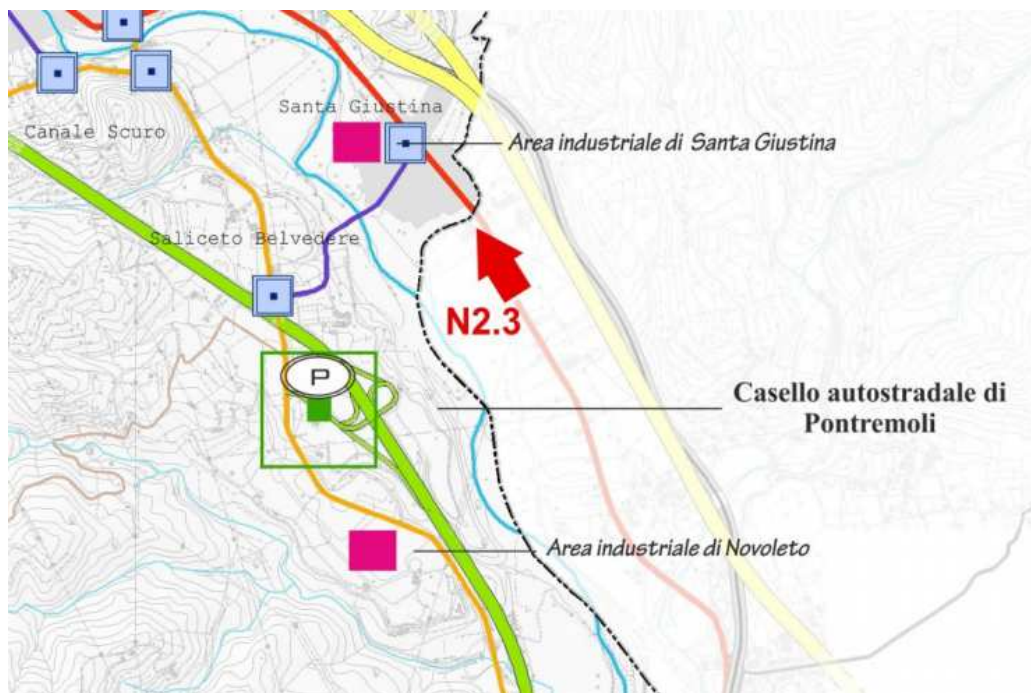 Santa Giustina
Canale Scuro
Area industriale di Santa Giustina
Saliceto Belvedere
N2.3
P
Casello autostradale di
Pontremoli
Area industriale di Novoleto